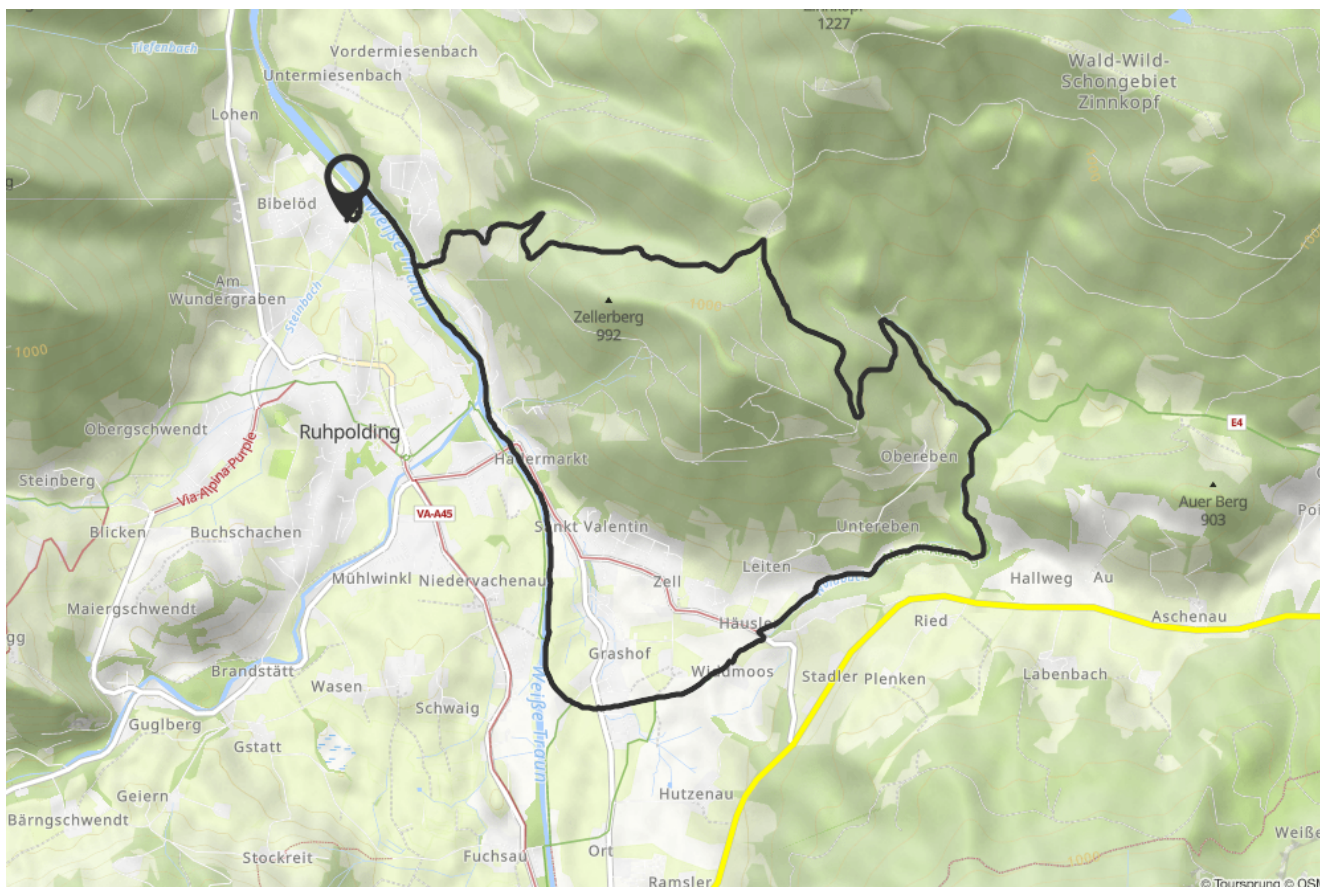 1227
Tiefenbach
Vordermiesenbach
Untermiesenbach
Wald-Wild-
Schongebiet
Zinnkopf
Lohen
Bibelöd
Weiße Traun
Am
Wundergraben
Steinbach
Zellerberg
992
1000
1000
Obergschwendt
Ruhpolding
E4
Steinberg
Via Alpina Purple
Obereben
Auer Berg
903
VA-A45
Blicken
Buchschachen
Sankt Valentin
Untereben
Mühlwinkl
Niedervachenau
Zell
Leiten
Hallweg
Au
Maiergschwendt
Aschenau
Ried
Grashof
Brandstätt
Wasen
Stadler
Plenken
Labenbach
Schwaig
Weiße Traun
Guglberg
Gstatt
Geiern
Hutzenau
Bärngschwendt
Stockreit
Fuchsau
Ort
1000
Ramsler
© Toursprung © OSM